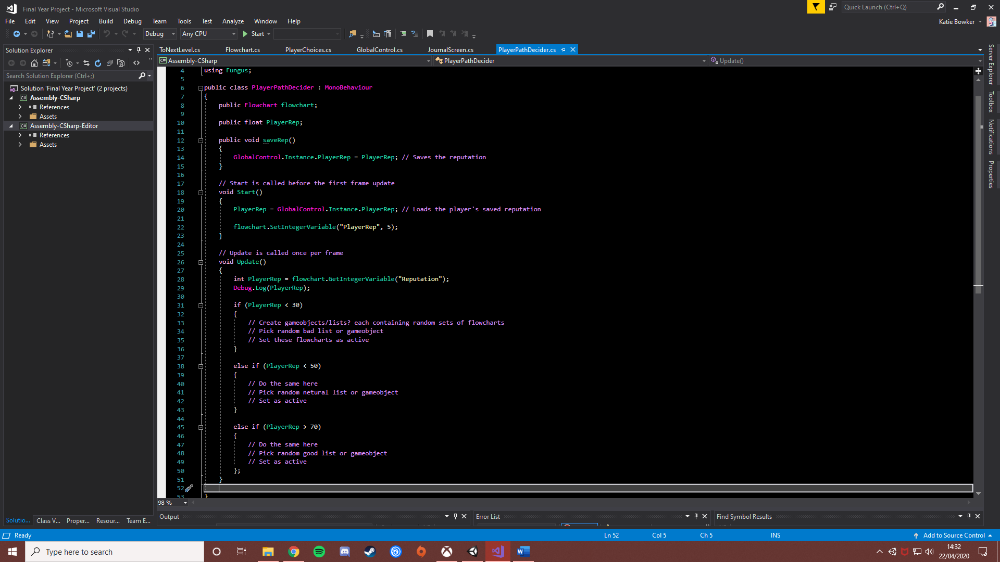 Final Year Project - Microsoft Visual Studio
Quick Launch (Ctrl+Q)
File Edit View Project Build Debug Team Tools Test Analyze Window Help
Katie Bowker
Debug Any CPU Start
Solution Explorer
Search Solution Explorer (Ctrl+;)
Solution 'Final Year Project' (2 projects)
C# Assembly-CSharp
References
Assets
C# Assembly-CSharp-Editor
References
Assets
Solutio... Class V... Proper... Resour... Team E...
ToNextLevel.cs Flowchart.cs PlayerChoices.cs GlobalControl.cs JournalScreen.cs PlayerPathDecider.cs
C# Assembly-CSharp PlayerPathDecider Update()
4 using Fungus;
5
6 public class PlayerPathDecider : MonoBehaviour
7 {
8 public Flowchart flowchart;
9
10 public float PlayerRep;
11
12 public void saveRep()
13 {
14 GlobalControl.Instance.PlayerRep = PlayerRep; // Saves the reputation
15 }
16
17 // Start is called before the first frame update
18 void Start()
19 {
20 PlayerRep = GlobalControl.Instance.PlayerRep; // Loads the player's saved reputation
21
22 flowchart.SetIntegerVariable("PlayerRep", 5);
23 }
24
25 // Update is called once per frame
26 void Update()
27 {
28 int PlayerRep = flowchart.GetIntegerVariable("Reputation");
29 Debug.Log(PlayerRep);
30
31 if (PlayerRep < 30)
32 {
33 // Create gameobjects/lists? each containing random sets of flowcharts
34 // Pick random bad list or gameobject
35 // Set these flowcharts as active
36 }
37
38 else if (PlayerRep < 50)
39 {
40 // Do the same here
41 // Pick random netural list or gameobject
42 // Set as active
43 }
44
45 else if (PlayerRep > 70)
46 {
47 // Do the same here
48 // Pick random good list or gameobject
49 // Set as active
50 };
51 }
52
53 }
98 %
Output
Error List
Find Symbol Results
Server Explorer
Toolbox
Notifications
Properties
Ready Ln 52 Col 5 Ch 5 INS Add to Source Control
Type here to search
14:32
22/04/2020